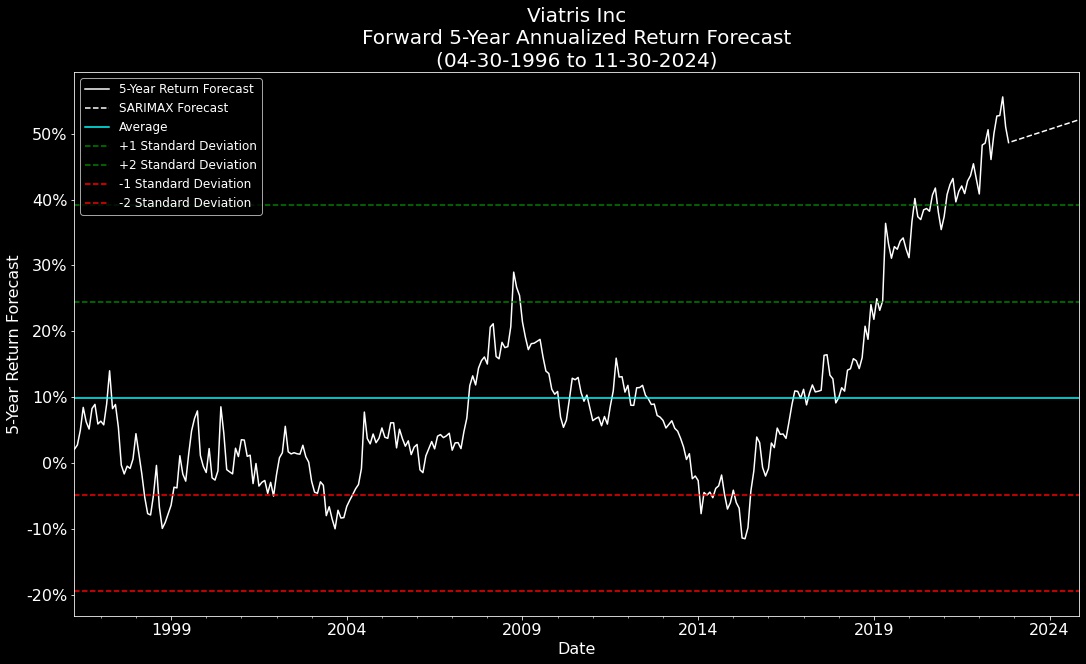 Viatris Inc
Forward 5-Year Annualized Return Forecast
(04-30-1996 to 11-30-2024)
5-Year Return Forecast
SARIMAX Forecast
Average
+1 Standard Deviation
+2 Standard Deviation
-1 Standard Deviation
-2 Standard Deviation
5-Year Return Forecast
50%
40%
30%
20%
10%
0%
-10%
-20%
1999
2004
2009
2014
2019
2024
Date